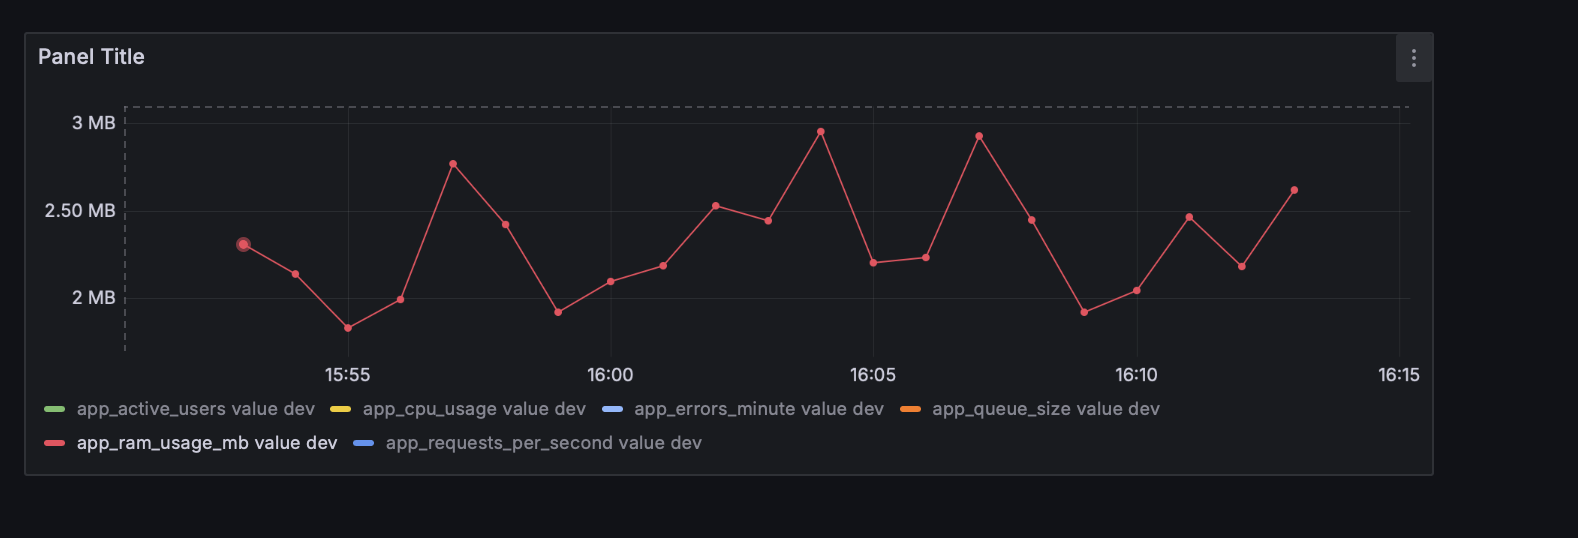 Panel Title
3 MB
2.50 MB
2 MB
15:55 16:00 16:05 16:10 16:15
app_active_users value dev app_cpu_usage value dev app_errors_minute value dev app_queue_size value dev
app_ram_usage_mb value dev app_requests_per_second value dev